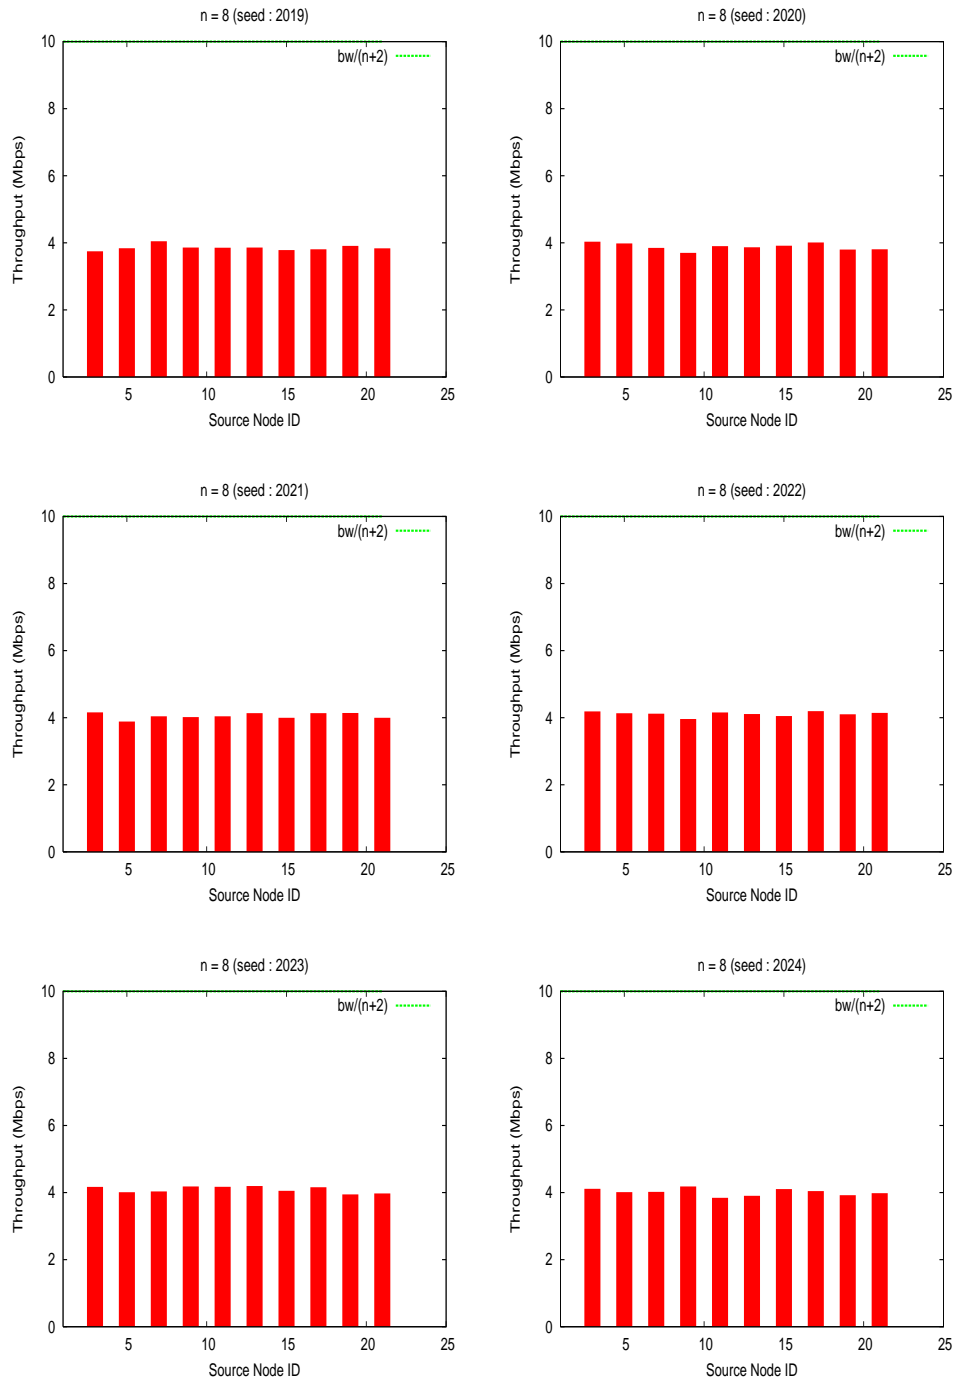 n = 8 (seed : 2019)
10
8
6
4
2
0
5
10
15
20
25
Throughput (Mbps)
Source Node ID
bw/(n+2)
n = 8 (seed : 2020)
10
8
6
4
2
0
5
10
15
20
25
Throughput (Mbps)
Source Node ID
bw/(n+2)
n = 8 (seed : 2021)
10
8
6
4
2
0
5
10
15
20
25
Throughput (Mbps)
Source Node ID
bw/(n+2)
n = 8 (seed : 2022)
10
8
6
4
2
0
5
10
15
20
25
Throughput (Mbps)
Source Node ID
bw/(n+2)
n = 8 (seed : 2023)
10
8
6
4
2
0
5
10
15
20
25
Throughput (Mbps)
Source Node ID
bw/(n+2)
n = 8 (seed : 2024)
10
8
6
4
2
0
5
10
15
20
25
Throughput (Mbps)
Source Node ID
bw/(n+2)